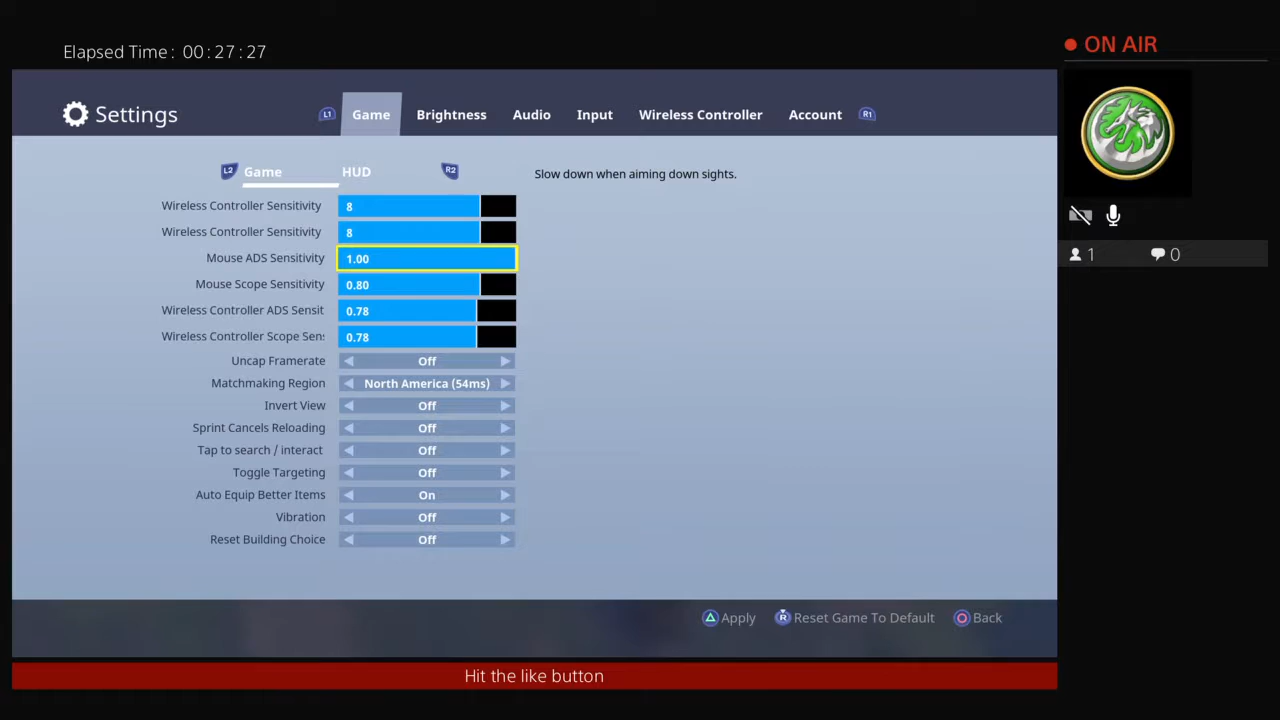 Elapsed Time: 00:27:27
ON AIR
Settings
L1 Game Brightness Audio Input Wireless Controller Account R1
L2 Game HUD R2
Slow down when aiming down sights.
Wireless Controller Sensitivity 8
Wireless Controller Sensitivity 8
Mouse ADS Sensitivity 1.00
Mouse Scope Sensitivity 0.80
Wireless Controller ADS Sensit 0.78
Wireless Controller Scope Sens 0.78
Uncap Framerate Off
Matchmaking Region North America (54ms)
Invert View Off
Sprint Cancels Reloading Off
Tap to search / interact Off
Toggle Targeting Off
Auto Equip Better Items On
Vibration Off
Reset Building Choice Off
1 0
Apply R Reset Game To Default Back
Hit the like button